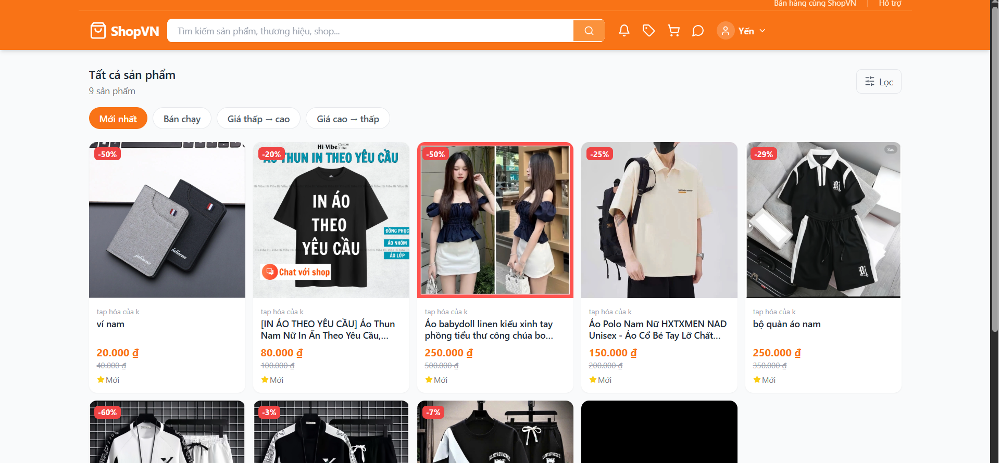 Bán hàng cùng ShopVN | Hỗ trợ
ShopVN
Tìm kiếm sản phẩm, thương hiệu, shop...
Yến
Tất cả sản phẩm
9 sản phẩm
Lọc
Mới nhất
Bán chạy
Giá thấp → cao
Giá cao → thấp
-50%
jolizeon
jolizeon
tạp hóa của k
ví nam
20.000 ₫
40.000 ₫
Mới
-20%
Hi Vibe Custom T-Shirt
ÁO THUN IN THEO YÊU CẦU
IN ÁO
THEO
YÊU CẦU
ĐỒNG PHỤC
ÁO NHÓM
ÁO LỚP
Chat với shop
tạp hóa của k
[IN ÁO THEO YÊU CẦU] Áo Thun
Nam Nữ In Ấn Theo Yêu Cầu,...
80.000 ₫
100.000 ₫
Mới
-50%
tạp hóa của k
Áo babydoll linen kiểu xinh tay
phồng tiểu thư công chúa bo...
250.000 ₫
500.000 ₫
Mới
-25%
tạp hóa của k
Áo Polo Nam Nữ HXTXMEN NAD
Unisex - Áo Cổ Bẻ Tay Lỡ Chất...
150.000 ₫
200.000 ₫
Mới
-29%
Sau
tạp hóa của k
bộ quàn áo nam
250.000 ₫
350.000 ₫
Mới
-60%
-3%
-7%